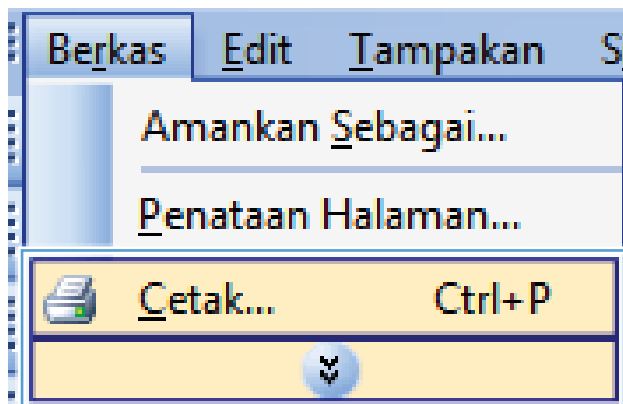 Berkas Edit Tampakan S
Amankan Sebagai...
Penataan Halaman...
Cetak... Ctrl+P